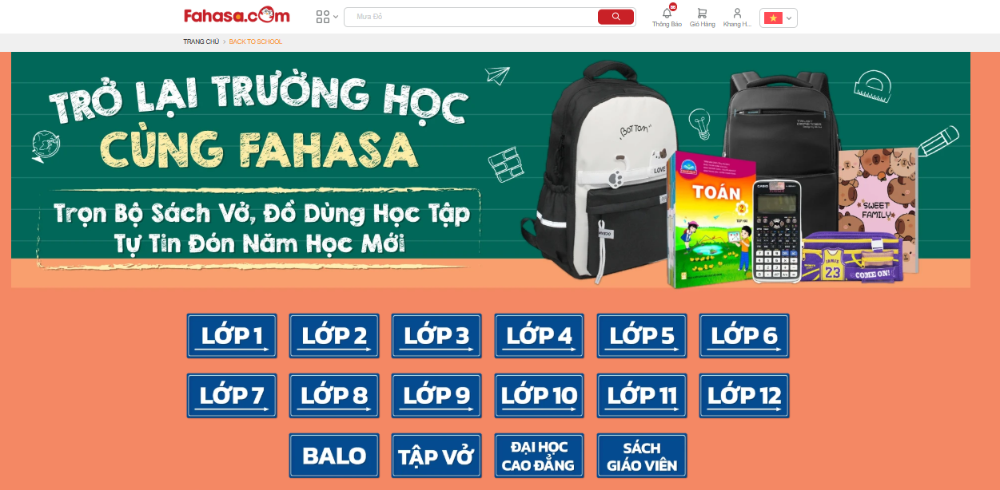 Fahasa.com
Mưa Đỏ
Thông Báo
Giỏ Hàng
Khang H...
TRANG CHỦ > BACK TO SCHOOL
TRỞ LẠI TRƯỜNG HỌC
CÙNG FAHASA
Trọn Bộ Sách Vở, Đồ Dùng Học Tập
Tự Tin Đón Năm Học Mới
BOTTOM
LOVE
TOÁN
2
CASIO
SWEET
FAMILY
JAMES
23
COME ON!
LỚP 1
LỚP 2
LỚP 3
LỚP 4
LỚP 5
LỚP 6
LỚP 7
LỚP 8
LỚP 9
LỚP 10
LỚP 11
LỚP 12
BALO
TẬP VỞ
ĐẠI HỌC
CAO ĐẲNG
SÁCH
GIÁO VIÊN